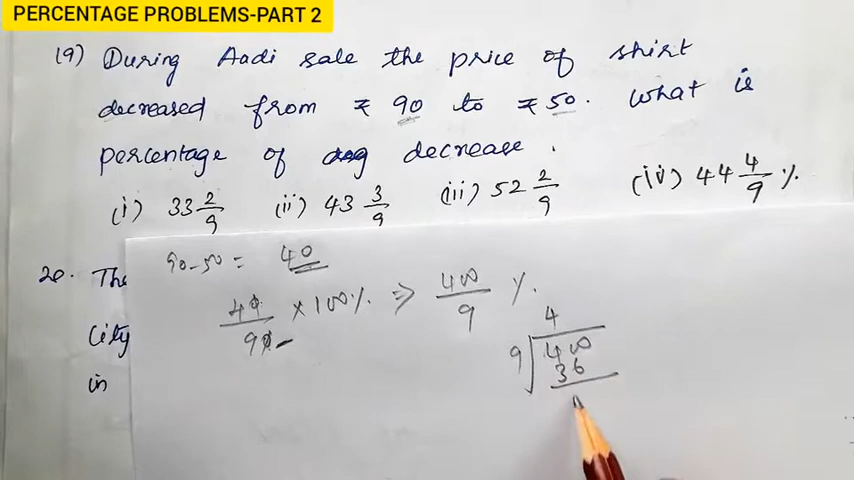 PERCENTAGE PROBLEMS-PART 2
19) During Aadi sale the price of shirt
decreased from ₹ 90 to ₹ 50. What is
percentage of decrease.
(i) 33 2/9 (ii) 43 3/9 (iii) 52 2/9 (iv) 44 4/9 %
90-50 = 40
20. The
40/90 × 100% ⇒ 400/9 %.
4
City
9 400
36
in